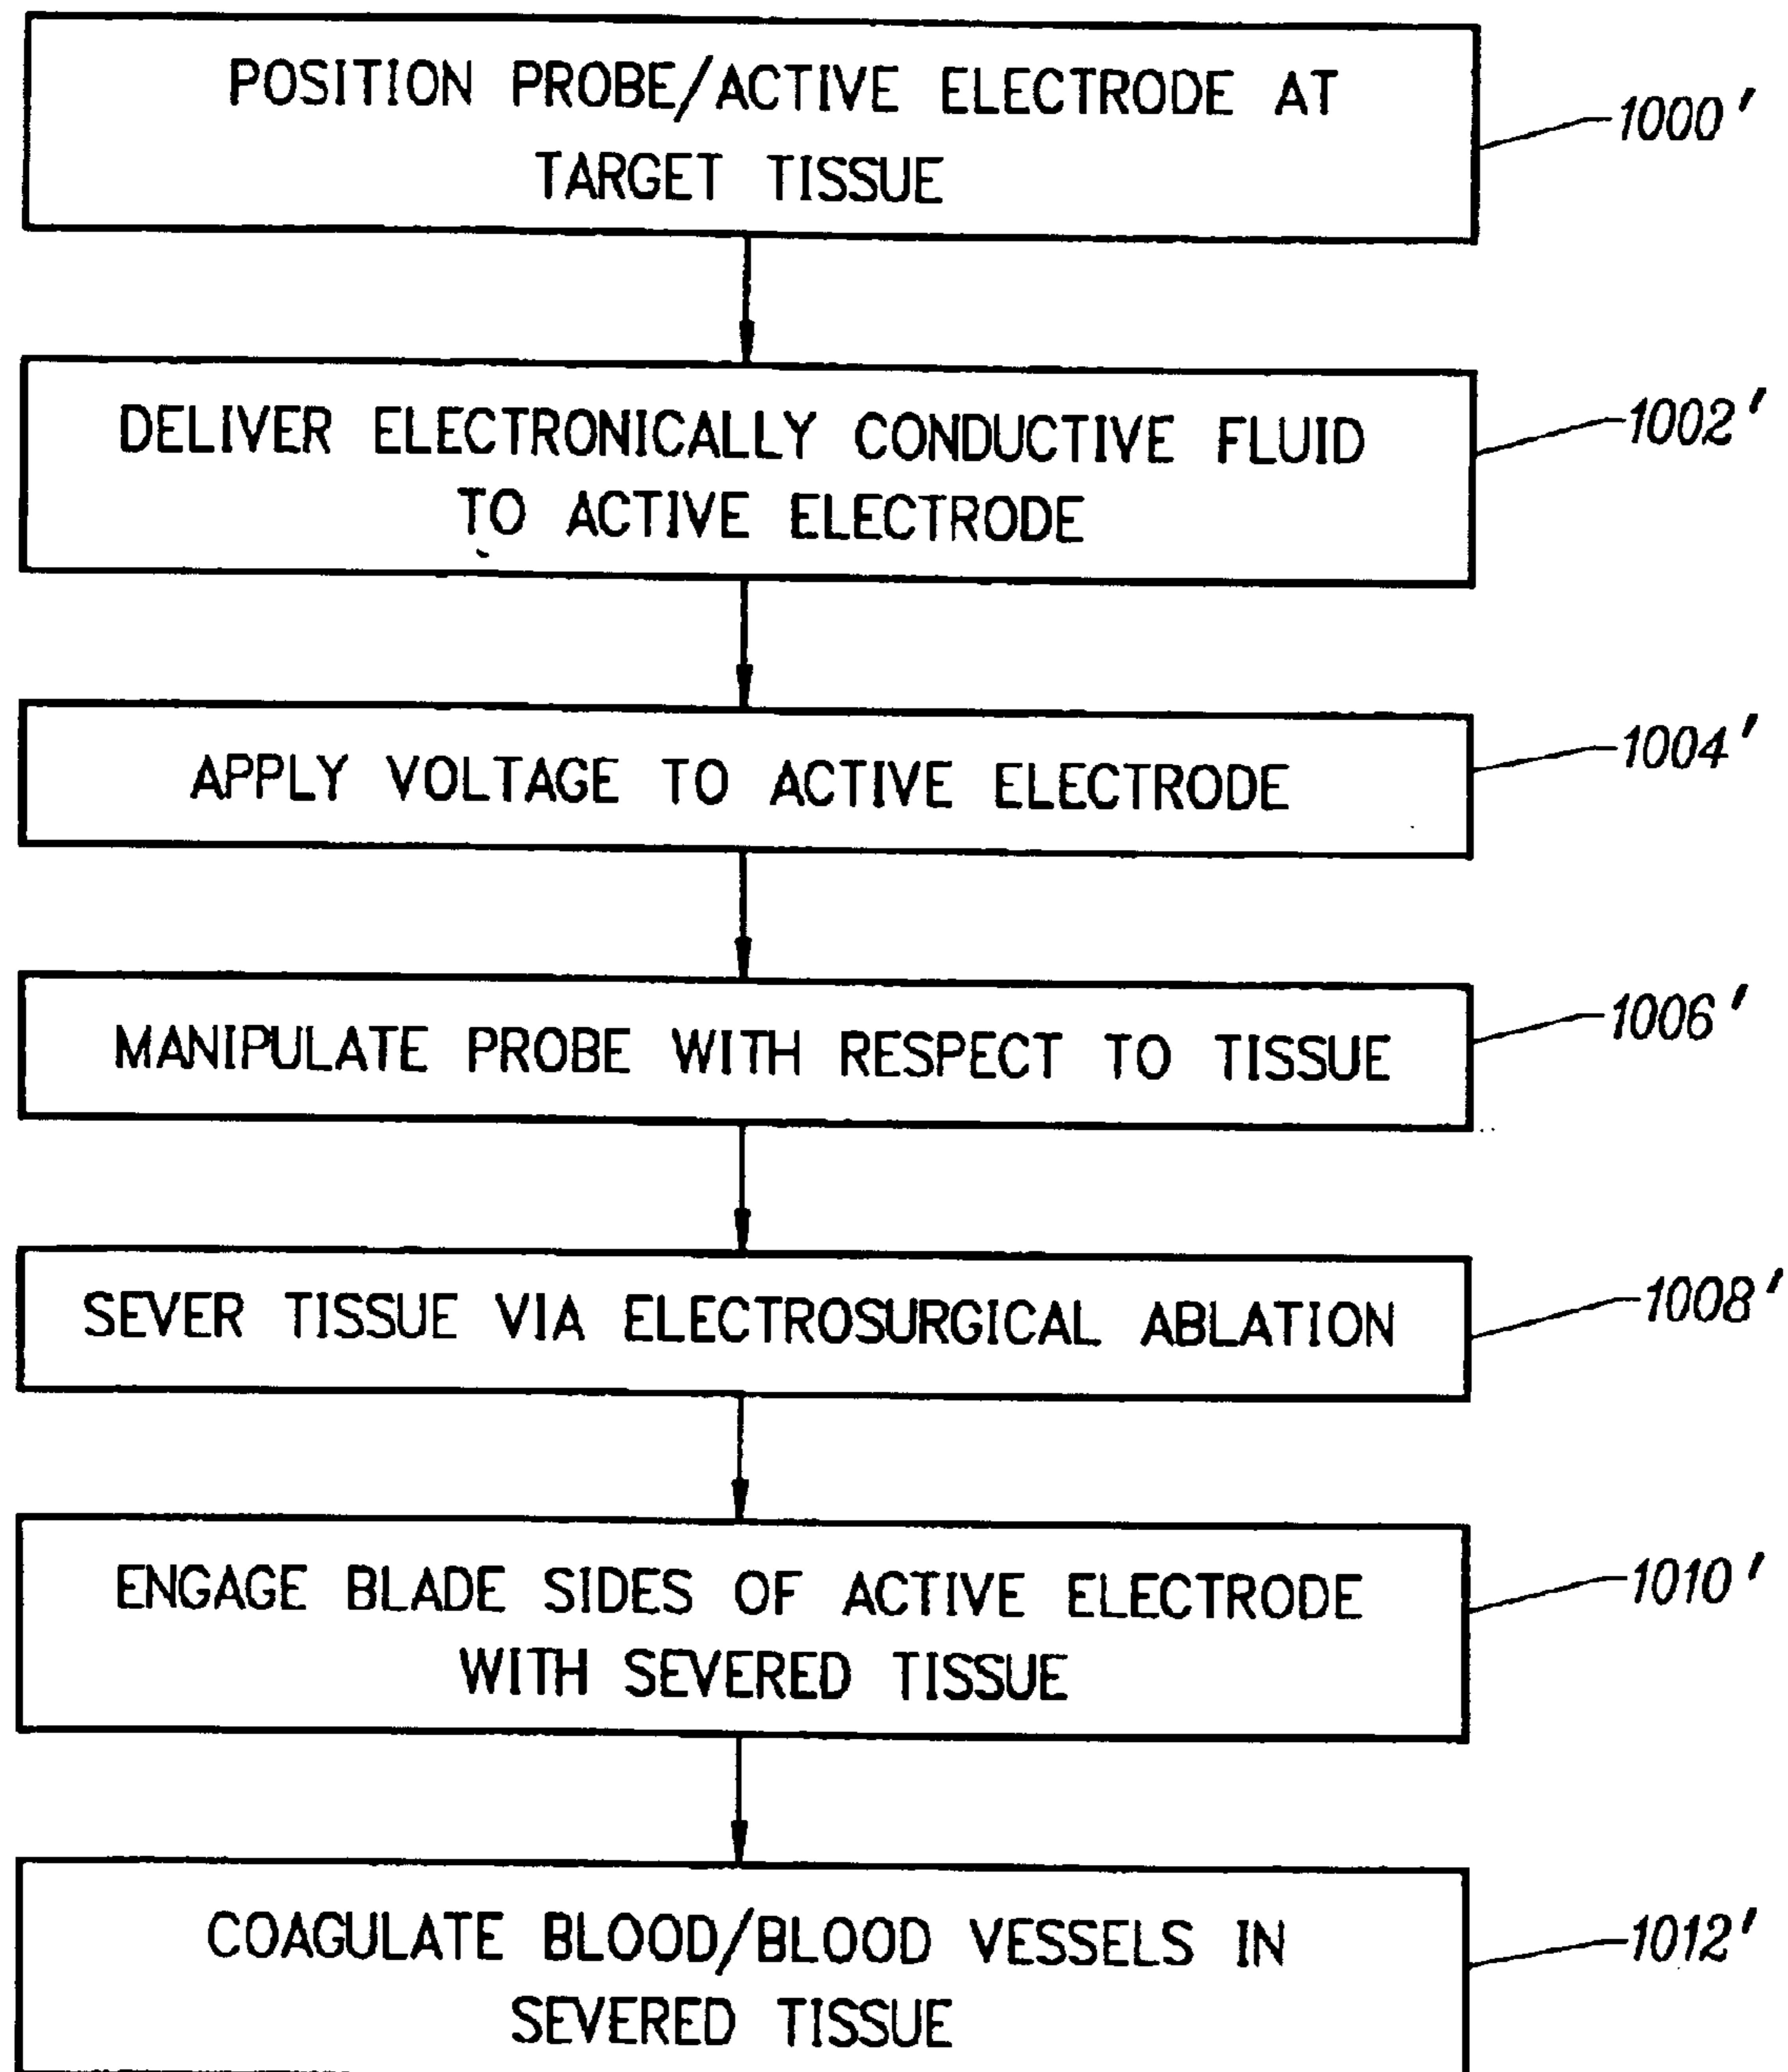 POSITION PROBE/ACTIVE ELECTRODE AT
TARGET TISSUE
1000'
DELIVER ELECTRONICALLY CONDUCTIVE FLUID
TO ACTIVE ELECTRODE
1002'
APPLY VOLTAGE TO ACTIVE ELECTRODE
1004'
MANIPULATE PROBE WITH RESPECT TO TISSUE
1006'
SEVER TISSUE VIA ELECTROSURGICAL ABLATION
1008'
ENGAGE BLADE SIDES OF ACTIVE ELECTRODE
WITH SEVERED TISSUE
1010'
COAGULATE BLOOD/BLOOD VESSELS IN
SEVERED TISSUE
1012'